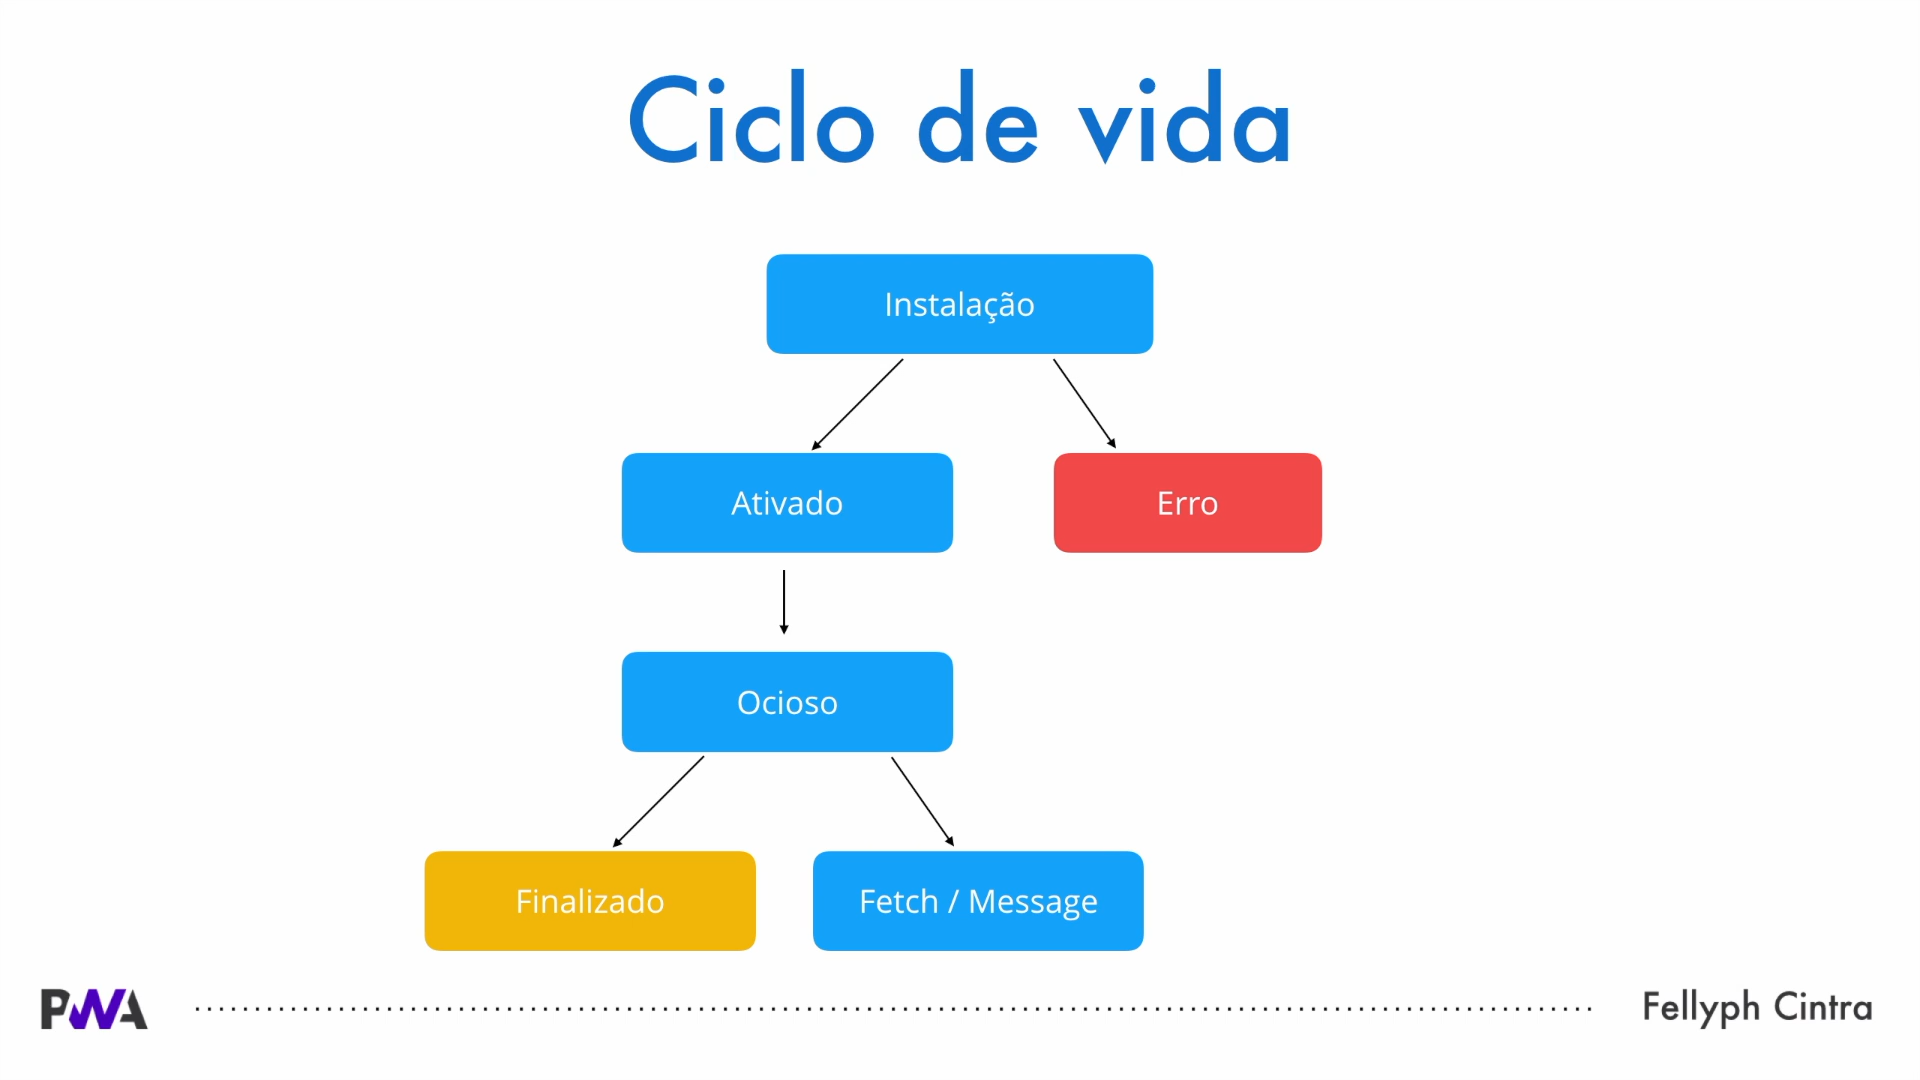 Ciclo de vida
Instalação
Ativado
Erro
Ocioso
Finalizado
Fetch / Message
PWA
Fellyph Cintra